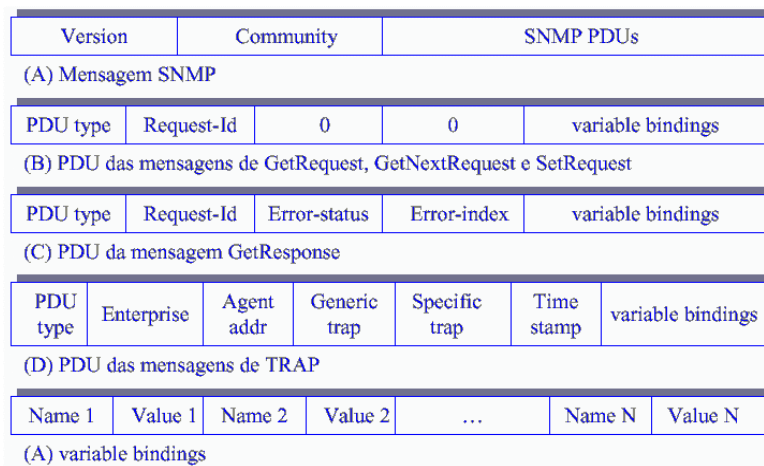 Version Community SNMP PDUs
(A) Mensagem SNMP
PDU type Request-Id 0 0 variable bindings
(B) PDU das mensagens de GetRequest, GetNextRequest e SetRequest
PDU type Request-Id Error-status Error-index variable bindings
(C) PDU da mensagem GetResponse
PDU type Enterprise Agent addr Generic trap Specific trap Time stamp variable bindings
(D) PDU das mensagens de TRAP
Name 1 Value 1 Name 2 Value 2 ... Name N Value N
(A) variable bindings